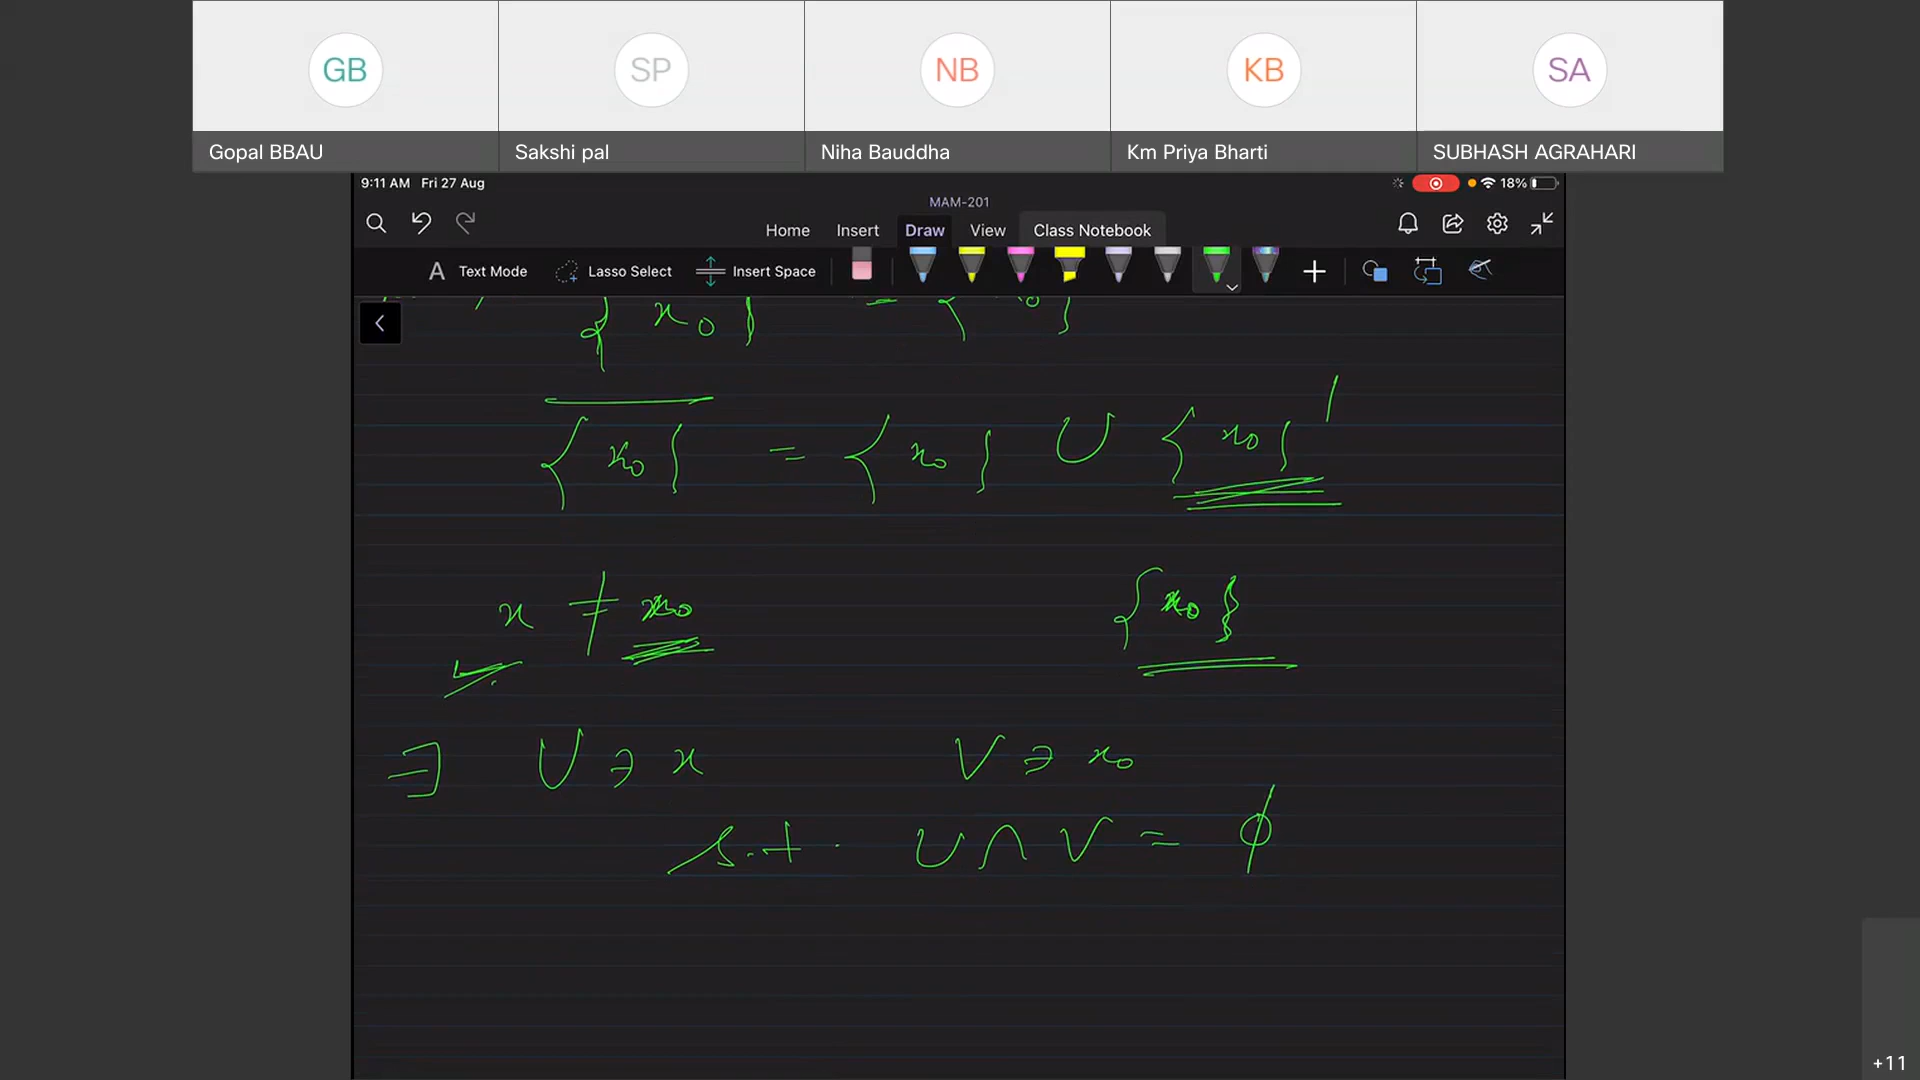 GB SP NB KB SA
Gopal BBAU Sakshi pal Niha Bauddha Km Priya Bharti SUBHASH AGRAHARI
9:11 AM Fri 27 Aug 18%
MAM-201
Home Insert Draw View Class Notebook
A Text Mode Lasso Select Insert Space
{x₀} = {x₀}
{x₀} = {x₀} ∪ {x₀}′
x ≠ x₀ {x₀}
∃ U ∋ x V ∋ x₀
s.t. U ∩ V = ϕ
+11